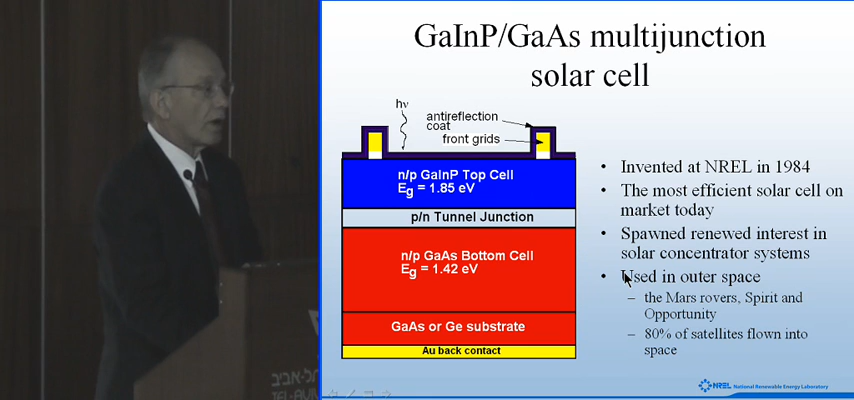 GaInP/GaAs multijunction
solar cell
hν
antireflection
coat
front grids
n/p GaInP Top Cell
Eg = 1.85 eV
p/n Tunnel Junction
n/p GaAs Bottom Cell
Eg = 1.42 eV
GaAs or Ge substrate
Au back contact
• Invented at NREL in 1984
• The most efficient solar cell on
market today
• Spawned renewed interest in
solar concentrator systems
• Used in outer space
– the Mars rovers, Spirit and
Opportunity
– 80% of satellites flown into
space
NREL National Renewable Energy Laboratory